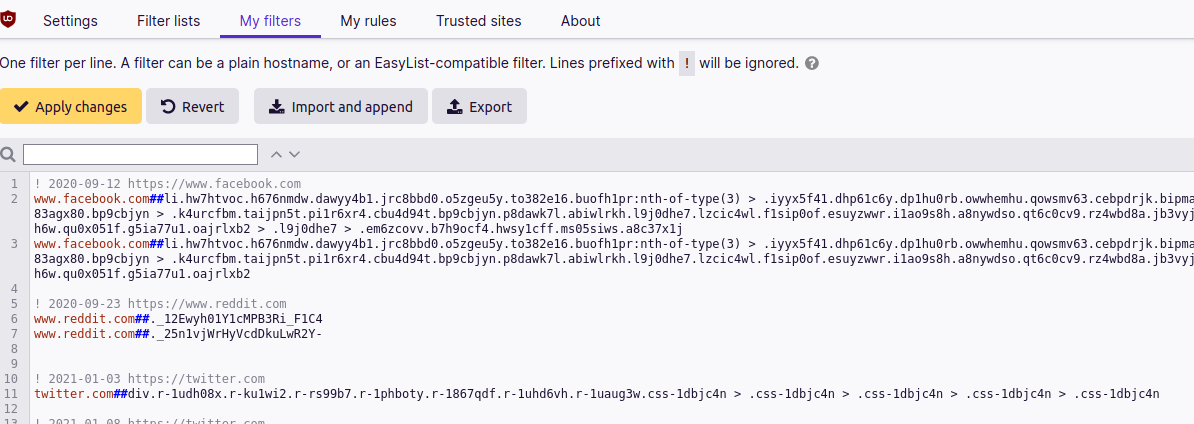 Settings Filter lists My filters My rules Trusted sites About
One filter per line. A filter can be a plain hostname, or an EasyList-compatible filter. Lines prefixed with ! will be ignored.
Apply changes Revert Import and append Export
1 ! 2020-09-12 https://www.facebook.com
2 www.facebook.com##li.hw7htvoc.h676nmdw.dawyy4b1.jrc8bbd0.o5zgeu5y.to382e16.buofh1pr:nth-of-type(3) > .iyyx5f41.dhp61c6y.dp1hu0rb.owwhemhu.qowsmv63.cebpdrjk.bipma
83agx80.bp9cbjyn > .k4urcfbm.taijpn5t.pi1r6xr4.cbu4d94t.bp9cbjyn.p8dawk7l.abiwlrkh.l9j0dhe7.lzcic4wl.f1sip0of.esuyzwwr.i1ao9s8h.a8nywdso.qt6c0cv9.rz4wbd8a.jb3vyj
h6w.qu0x051f.g5ia77u1.oajrlxb2 > .l9j0dhe7 > .em6zcovv.b7h9ocf4.hwsy1cff.ms05siws.a8c37x1j
3 www.facebook.com##li.hw7htvoc.h676nmdw.dawyy4b1.jrc8bbd0.o5zgeu5y.to382e16.buofh1pr:nth-of-type(3) > .iyyx5f41.dhp61c6y.dp1hu0rb.owwhemhu.qowsmv63.cebpdrjk.bipma
83agx80.bp9cbjyn > .k4urcfbm.taijpn5t.pi1r6xr4.cbu4d94t.bp9cbjyn.p8dawk7l.abiwlrkh.l9j0dhe7.lzcic4wl.f1sip0of.esuyzwwr.i1ao9s8h.a8nywdso.qt6c0cv9.rz4wbd8a.jb3vyj
h6w.qu0x051f.g5ia77u1.oajrlxb2
4
5 ! 2020-09-23 https://www.reddit.com
6 www.reddit.com##._12Ewyh01Y1cMPB3Ri_F1C4
7 www.reddit.com##._25n1vjWrHyVcdDkuLwR2Y-
8
9
10 ! 2021-01-03 https://twitter.com
11 twitter.com##div.r-1udh08x.r-ku1wi2.r-rs99b7.r-1phboty.r-1867qdf.r-1uhd6vh.r-1uaug3w.css-1dbjc4n > .css-1dbjc4n > .css-1dbjc4n > .css-1dbjc4n > .css-1dbjc4n
12
13 ! 2021-01-08 https://twitter.com